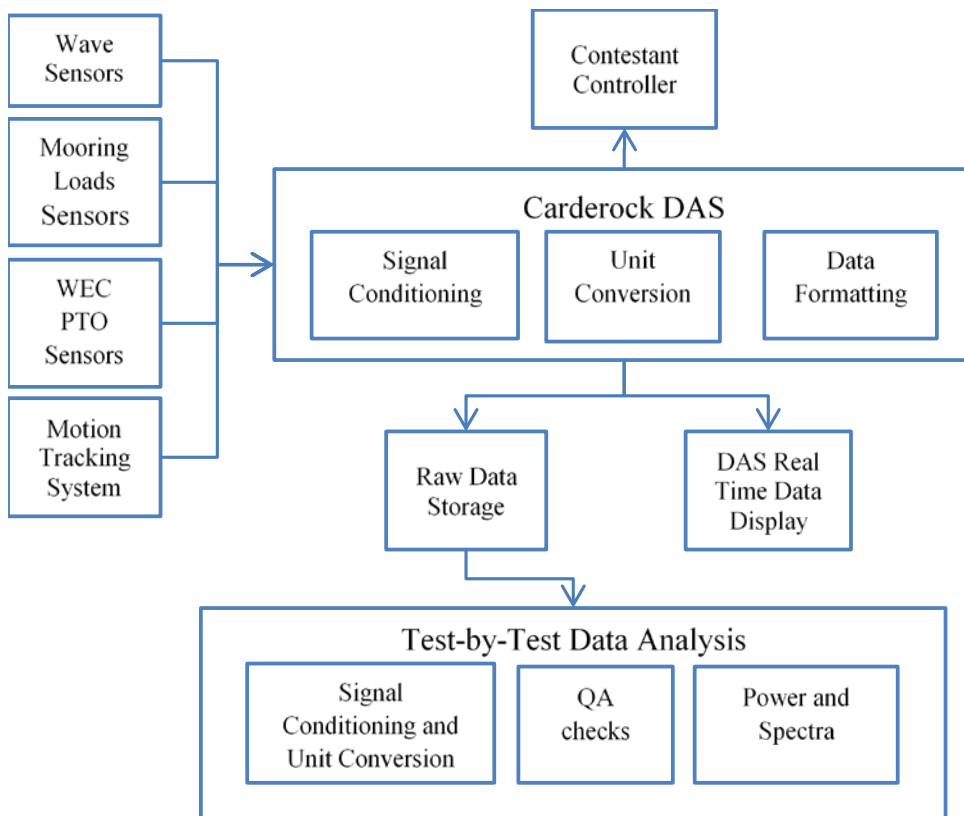 Wave
Sensors
Mooring
Loads
Sensors
WEC
PTO
Sensors
Motion
Tracking
System
Contestant
Controller
Carderock DAS
Signal
Conditioning
Unit
Conversion
Data
Formatting
Raw Data
Storage
DAS Real
Time Data
Display
Test-by-Test Data Analysis
Signal
Conditioning and
Unit Conversion
QA
checks
Power and
Spectra